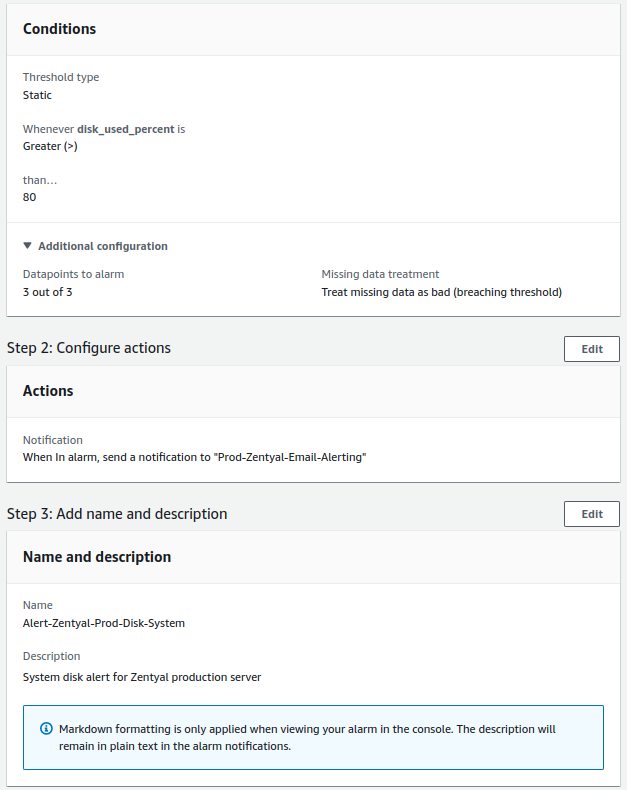 Conditions
Threshold type
Static
Whenever disk_used_percent is
Greater (>)
than...
80
Additional configuration
Datapoints to alarm
3 out of 3
Missing data treatment
Treat missing data as bad (breaching threshold)
Step 2: Configure actions
Edit
Actions
Notification
When In alarm, send a notification to "Prod-Zentyal-Email-Alerting"
Step 3: Add name and description
Edit
Name and description
Name
Alert-Zentyal-Prod-Disk-System
Description
System disk alert for Zentyal production server
Markdown formatting is only applied when viewing your alarm in the console. The description will
remain in plain text in the alarm notifications.